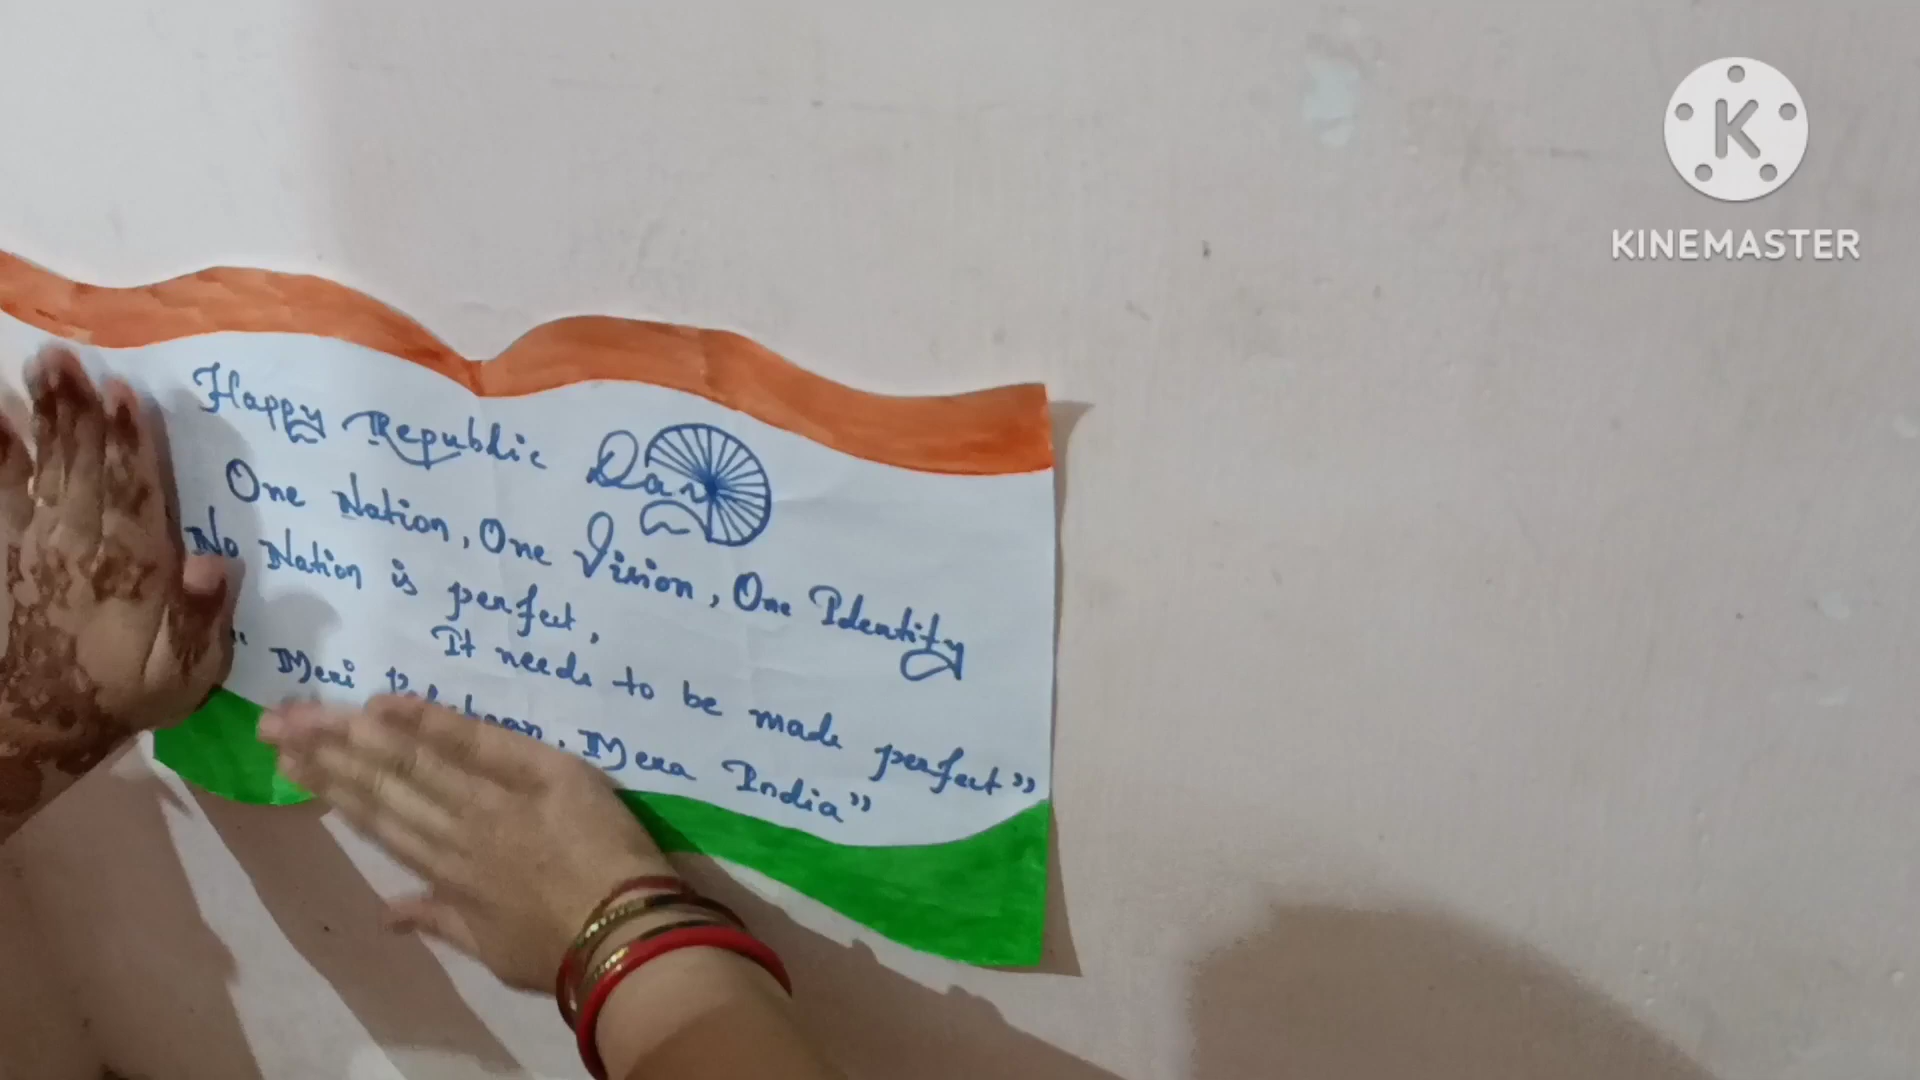 Happy Republic Day
One Nation, One Vision, One Identity
No Nation is perfect,
It needs to be made perfect”
“ Meri Mera India”
K
KINEMASTER